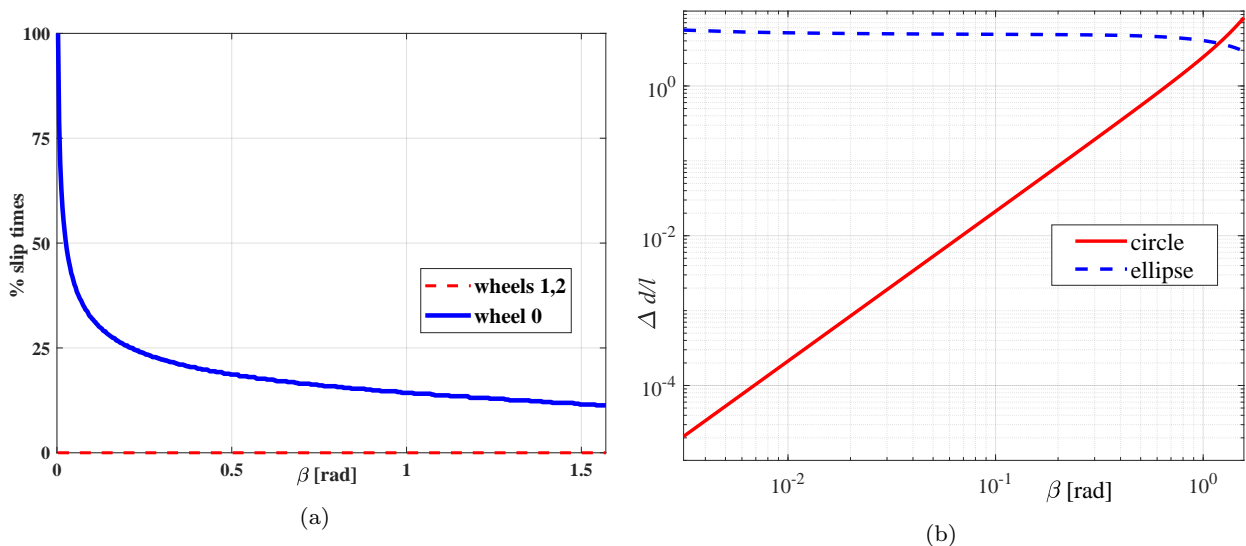 100
75
50
25
0
% slip times
wheels 1,2
wheel 0
0
0.5
1
1.5
β [rad]
(a)
10^0
10^-2
10^-4
Δ d/l
circle
ellipse
10^-2
10^-1
10^0
β [rad]
(b)